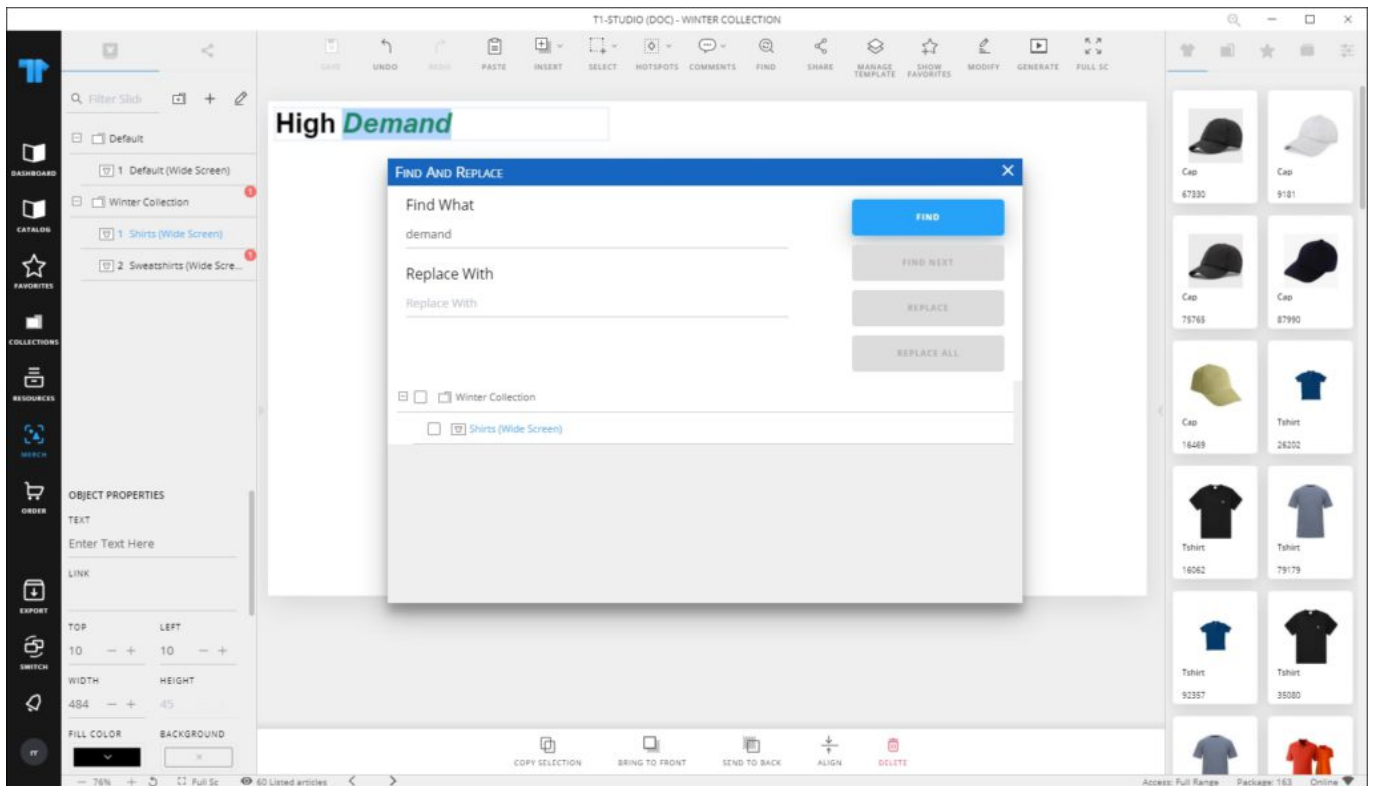 T1-STUDIO (DOC) - WINTER COLLECTION
SAVE UNDO REDO PASTE INSERT SELECT HOTSPOTS COMMENTS FIND SHARE MANAGE TEMPLATE SHOW FAVORITES MODIFY GENERATE FULL SC
DASHBOARD
CATALOG
FAVORITES
COLLECTIONS
RESOURCES
MERCH
ORDER
EXPORT
SWITCH
Filter Slid
Default
1 Default (Wide Screen)
Winter Collection
1
1 Shirts (Wide Screen)
2 Sweatshirts (Wide Scre...
1
OBJECT PROPERTIES
TEXT
Enter Text Here
LINK
TOP LEFT
10 - + 10 - +
WIDTH HEIGHT
484 - + 45
FILL COLOR BACKGROUND
High Demand
FIND AND REPLACE
Find What
demand
Replace With
Replace With
FIND
FIND NEXT
REPLACE
REPLACE ALL
Winter Collection
Shirts (Wide Screen)
COPY SELECTION BRING TO FRONT SEND TO BACK ALIGN DELETE
Cap Cap
67330 9181
Cap Cap
75765 87990
Cap Tshirt
16469 26202
Tshirt Tshirt
16062 79179
Tshirt Tshirt
92357 35080
- 76% + Full Sc 60 Listed articles Access: Full Range Package: 163 Online